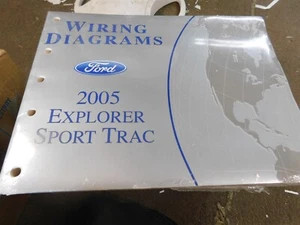 WIRING
DIAGRAMS
Ford
2005
EXPLORER
SPORT TRAC